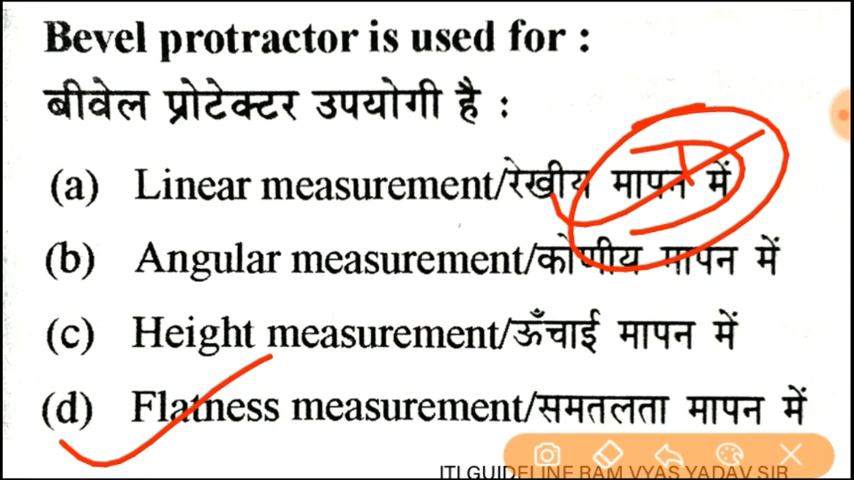 Bevel protractor is used for :
बीवेल प्रोटेक्टर उपयोगी है :
(a) Linear measurement/रेखीय मापन में
(b) Angular measurement/कोणीय मापन में
(c) Height measurement/ऊँचाई मापन में
(d) Flatness measurement/समतलता मापन में
ITI GUIDELINE RAM VYAS YADAV SIR